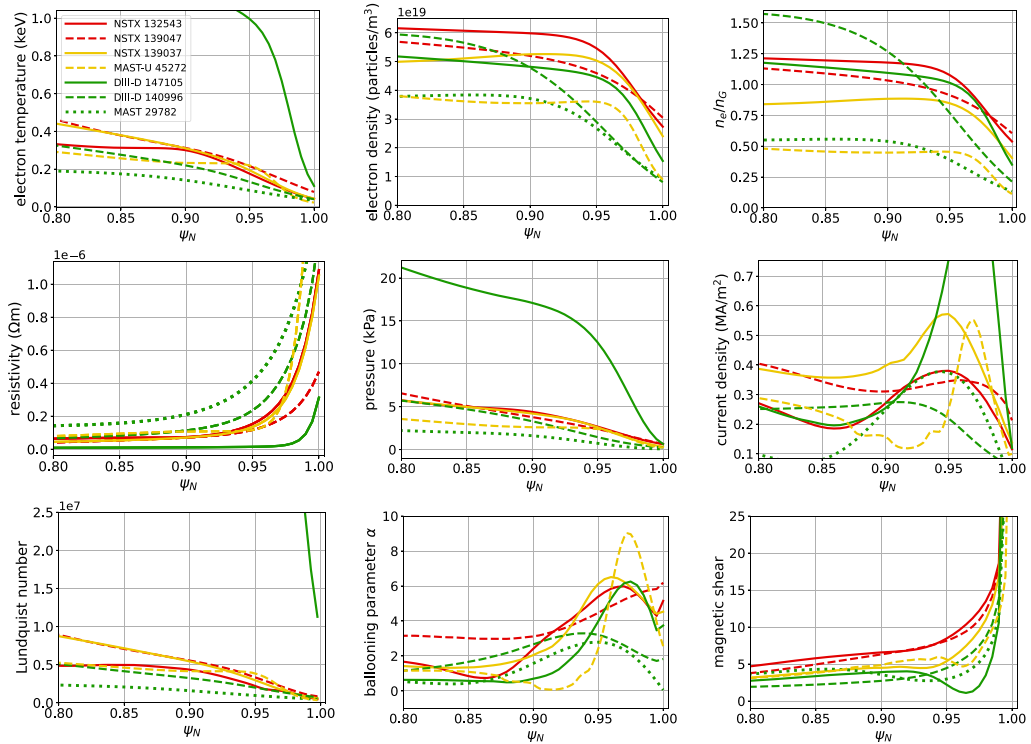 electron temperature (keV)
1.0
0.8
0.6
0.4
0.2
0.0
NSTX 132543
NSTX 139047
NSTX 139037
MAST-U 45272
DIII-D 147105
DIII-D 140996
MAST 29782
0.80 0.85 0.90 0.95 1.00
ψN
1e19
electron density (particles/m³)
6
5
4
3
2
1
0
0.80 0.85 0.90 0.95 1.00
ψN
ne/nG
1.50
1.25
1.00
0.75
0.50
0.25
0.00
0.80 0.85 0.90 0.95 1.00
ψN
1e−6
resistivity (Ωm)
1.0
0.8
0.6
0.4
0.2
0.0
0.80 0.85 0.90 0.95 1.00
ψN
pressure (kPa)
20
15
10
5
0
0.80 0.85 0.90 0.95 1.00
ψN
current density (MA/m²)
0.7
0.6
0.5
0.4
0.3
0.2
0.1
0.80 0.85 0.90 0.95 1.00
ψN
1e7
Lundquist number
2.5
2.0
1.5
1.0
0.5
0.0
0.80 0.85 0.90 0.95 1.00
ψN
ballooning parameter α
10
8
6
4
2
0
0.80 0.85 0.90 0.95 1.00
ψN
magnetic shear
25
20
15
10
5
0
0.80 0.85 0.90 0.95 1.00
ψN